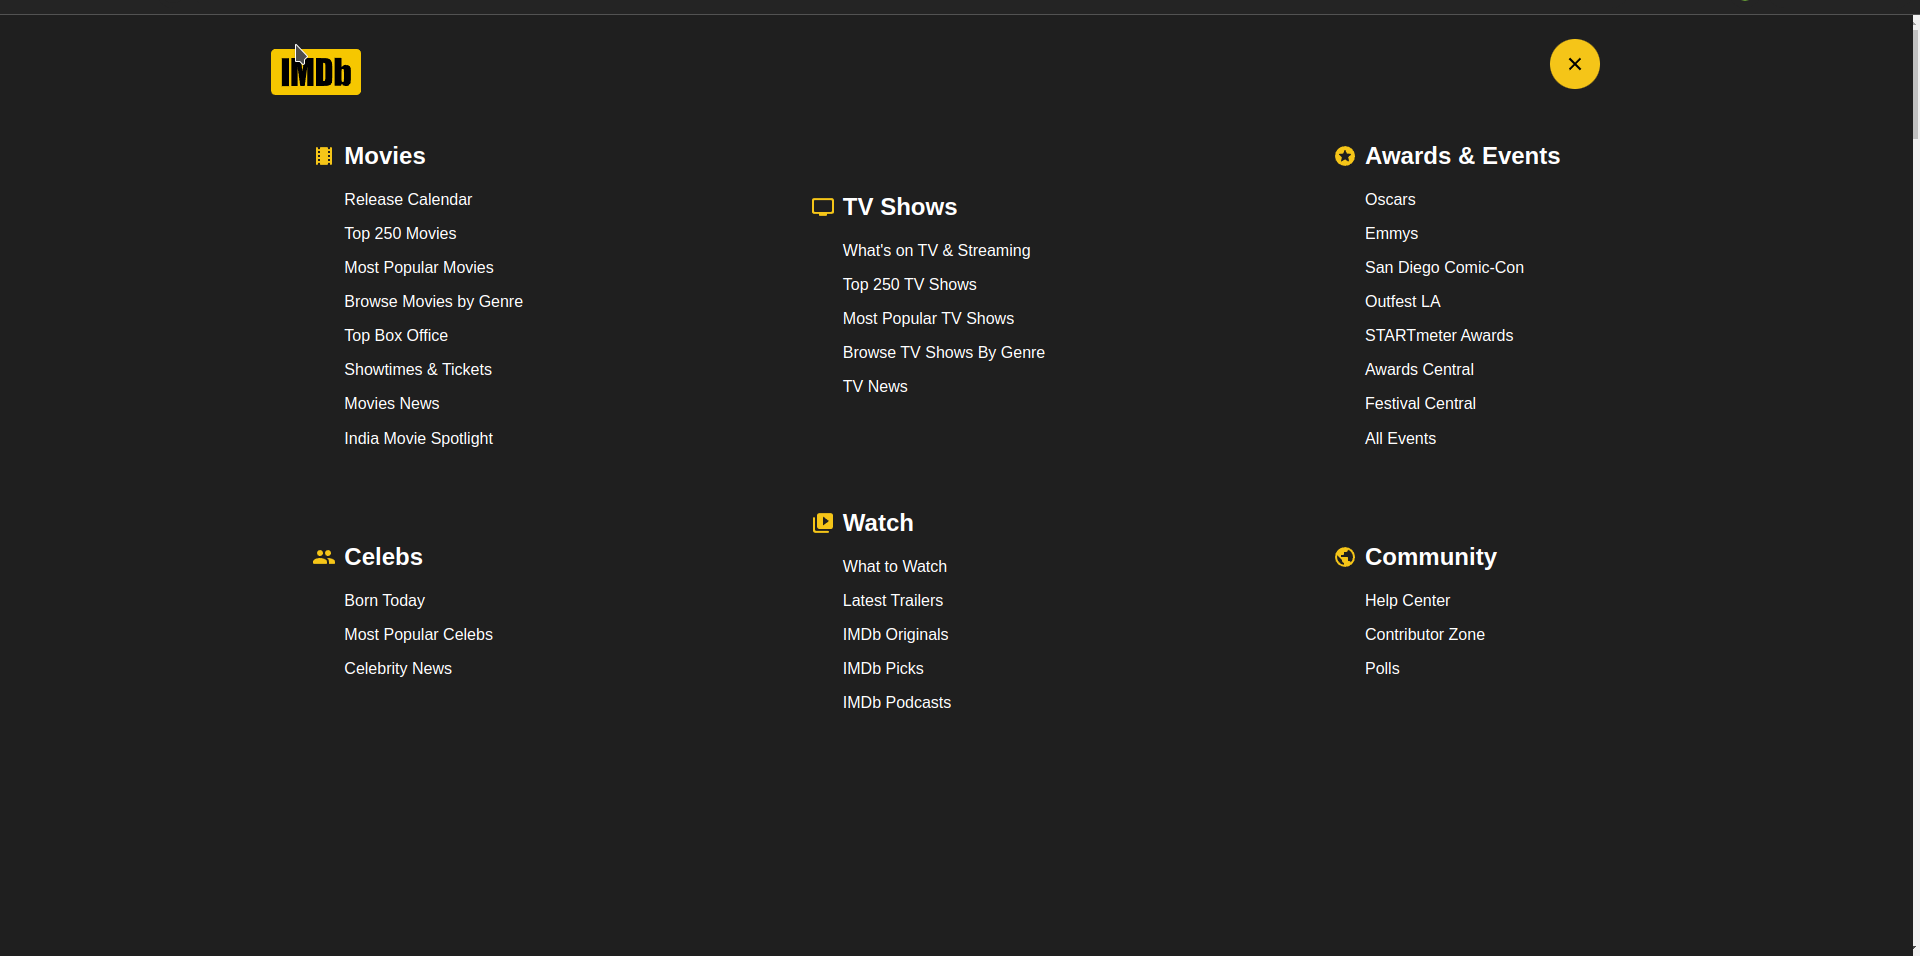 IMDb
Movies
Release Calendar
Top 250 Movies
Most Popular Movies
Browse Movies by Genre
Top Box Office
Showtimes & Tickets
Movies News
India Movie Spotlight
Celebs
Born Today
Most Popular Celebs
Celebrity News
TV Shows
What's on TV & Streaming
Top 250 TV Shows
Most Popular TV Shows
Browse TV Shows By Genre
TV News
Watch
What to Watch
Latest Trailers
IMDb Originals
IMDb Picks
IMDb Podcasts
Awards & Events
Oscars
Emmys
San Diego Comic-Con
Outfest LA
STARTmeter Awards
Awards Central
Festival Central
All Events
Community
Help Center
Contributor Zone
Polls